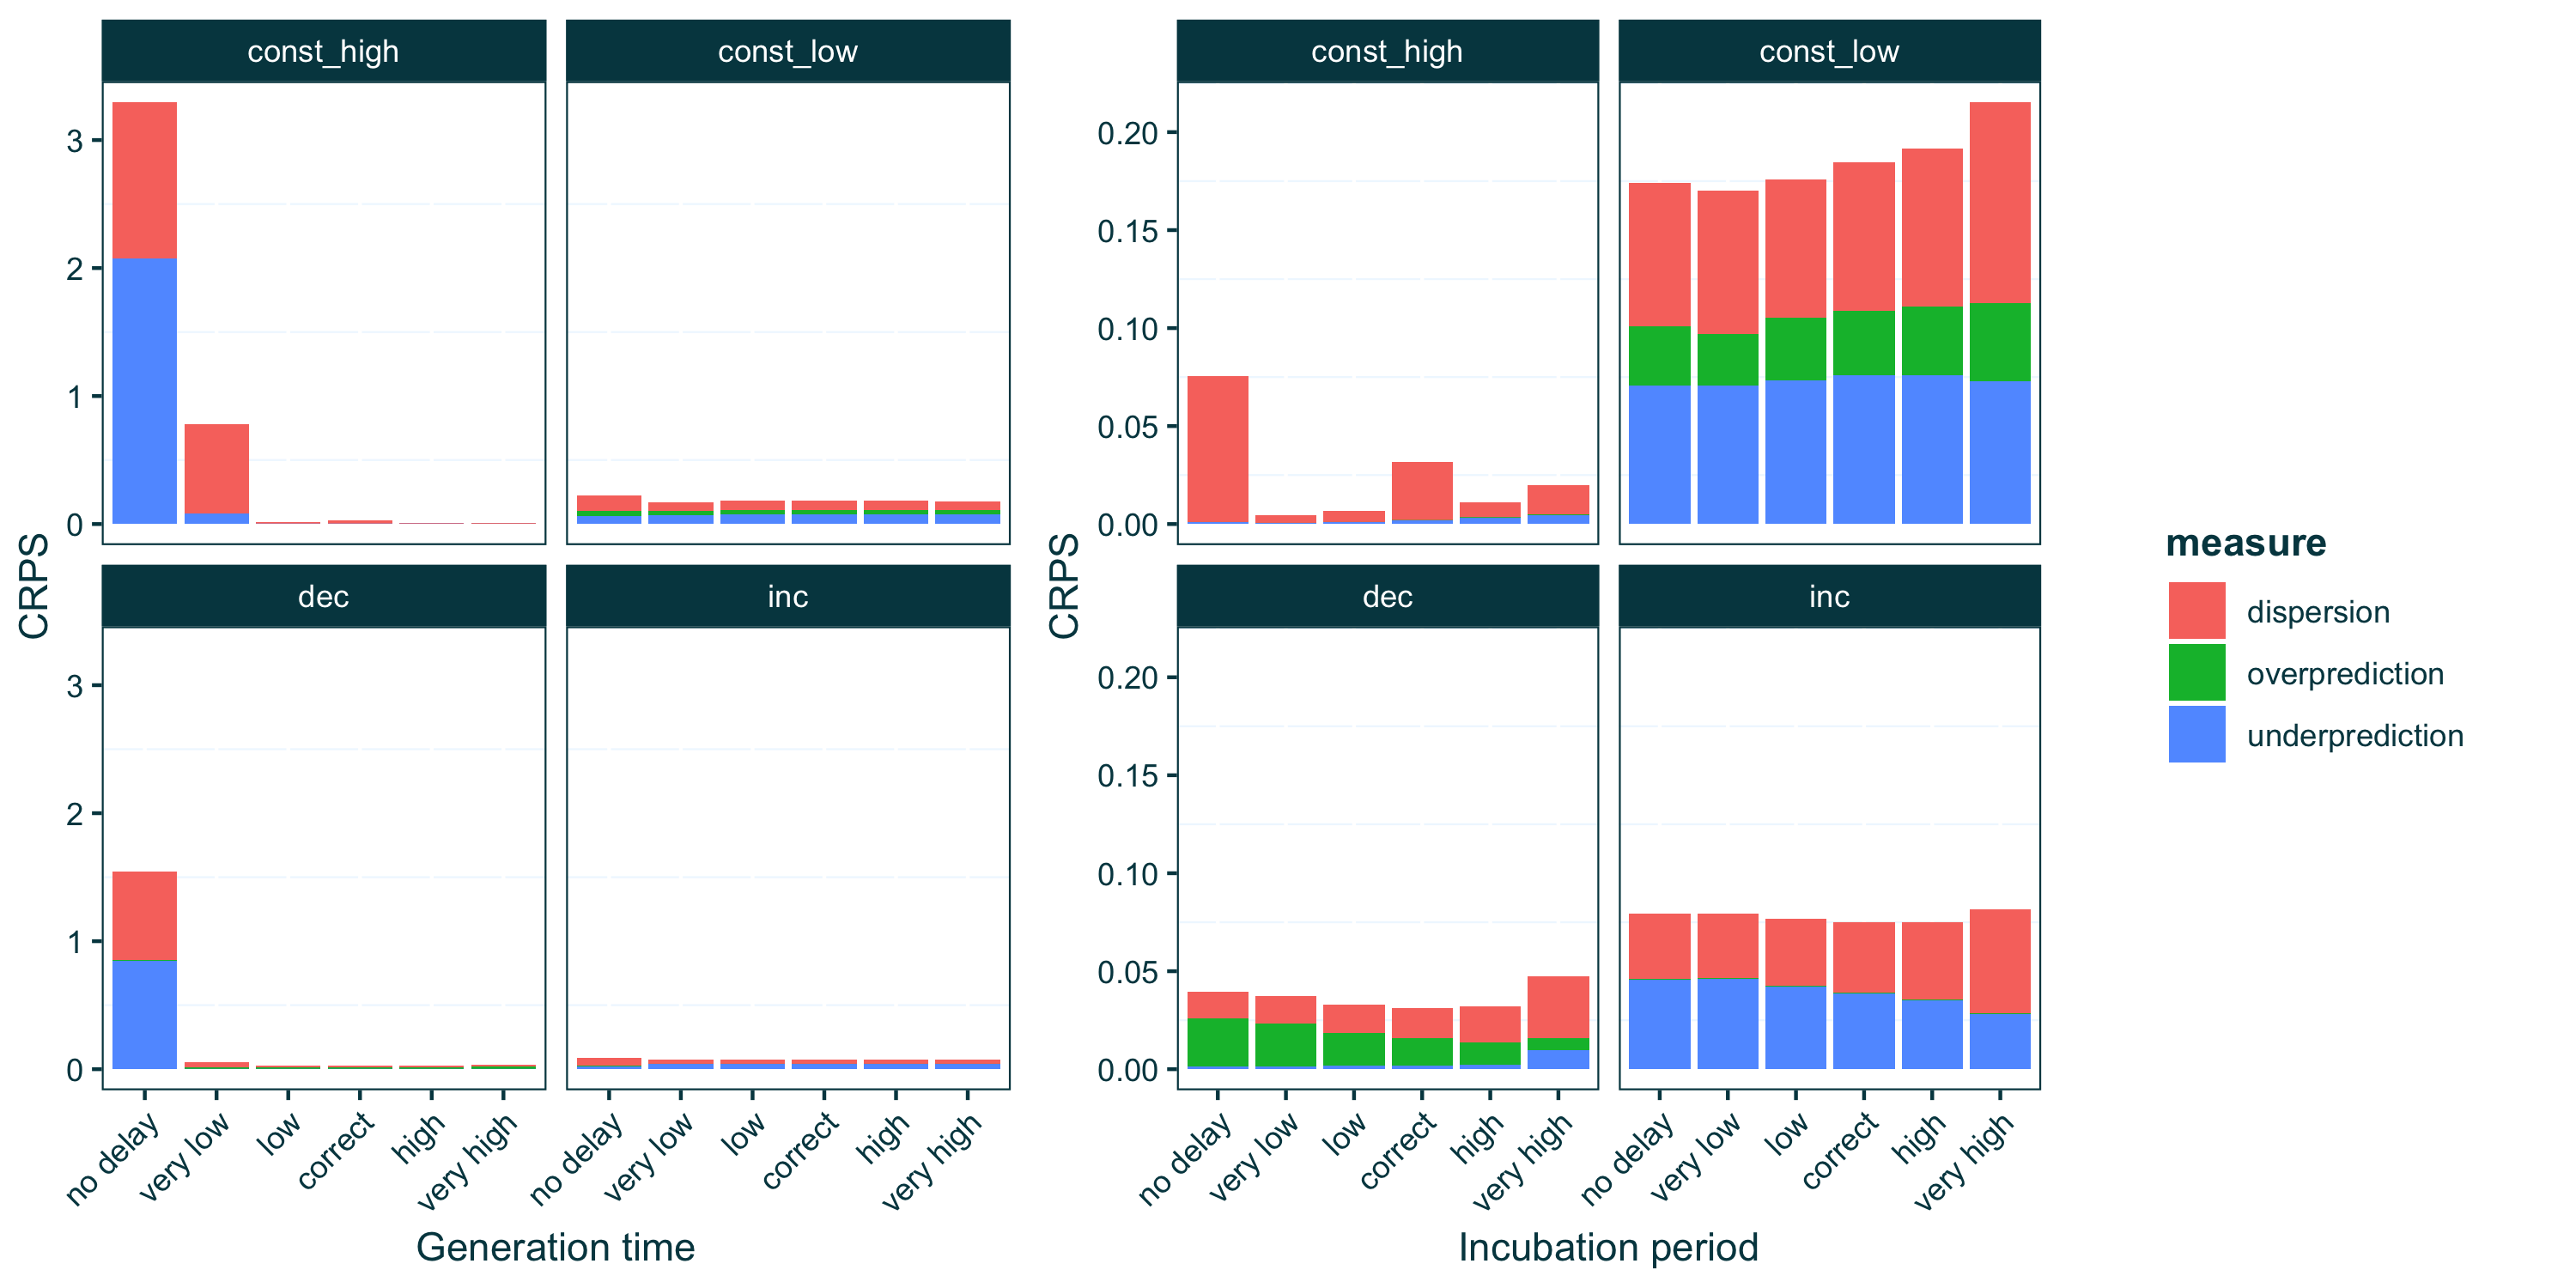 const_high
const_low
3
2
1
0
dec
inc
3
2
1
0
CRPS
no delay
very low
low
correct
high
very high
no delay
very low
low
correct
high
very high
Generation time
const_high
const_low
0.20
0.15
0.10
0.05
0.00
dec
inc
0.20
0.15
0.10
0.05
0.00
CRPS
no delay
very low
low
correct
high
very high
no delay
very low
low
correct
high
very high
Incubation period
measure
dispersion
overprediction
underprediction